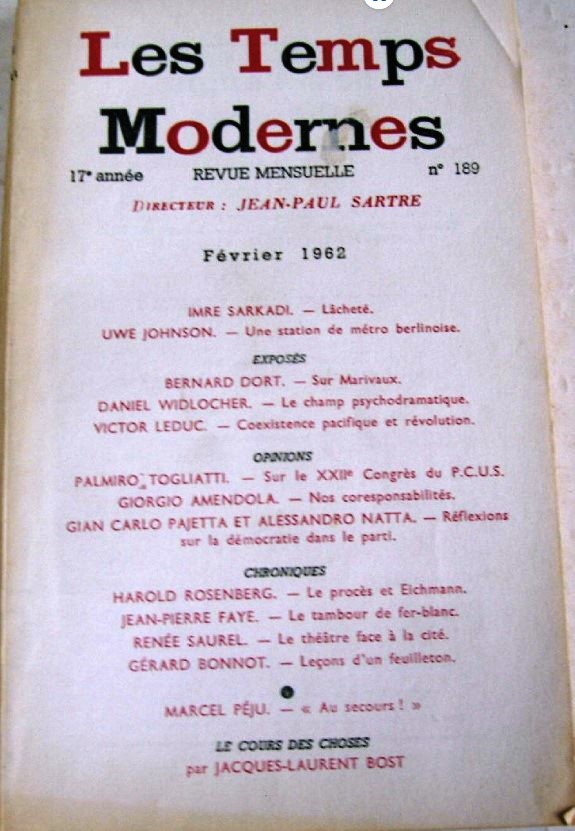 Les Temps
Modernes
17e année REVUE MENSUELLE n° 189
DIRECTEUR : JEAN-PAUL SARTRE
Février 1962
IMRE SARKADI. — Lâcheté.
UWE JOHNSON. — Une station de métro berlinoise.
EXPOSÉS
BERNARD DORT. — Sur Marivaux.
DANIEL WIDLOCHER. — Le champ psychodramatique.
VICTOR LEDUC. — Coexistence pacifique et révolution.
OPINIONS
PALMIRO TOGLIATTI. — Sur le XXIIe Congrès du P.C.U.S.
GIORGIO AMENDOLA. — Nos coresponsabilités.
GIAN CARLO PAJETTA ET ALESSANDRO NATTA. — Réflexions
sur la démocratie dans le parti.
CHRONIQUES
HAROLD ROSENBERG. — Le procès et Eichmann.
JEAN-PIERRE FAYE. — Le tambour de fer-blanc.
RENÉE SAUREL. — Le théâtre face à la cité.
GÉRARD BONNOT. — Leçons d'un feuilleton.
MARCEL PÉJU. — « Au secours ! »
LE COURS DES CHOSES
par JACQUES-LAURENT BOST